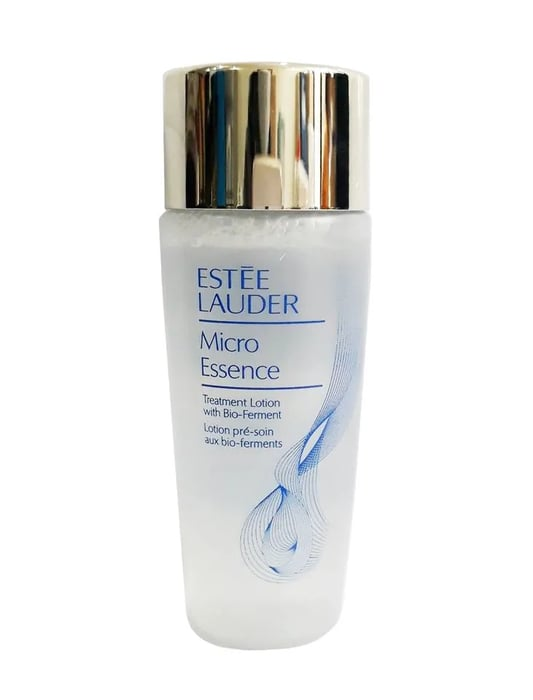 ESTĒE
LAUDER
Micro
Essence
Treatment Lotion
with Bio-Ferment
Lotion pré-soin
aux bio-ferments